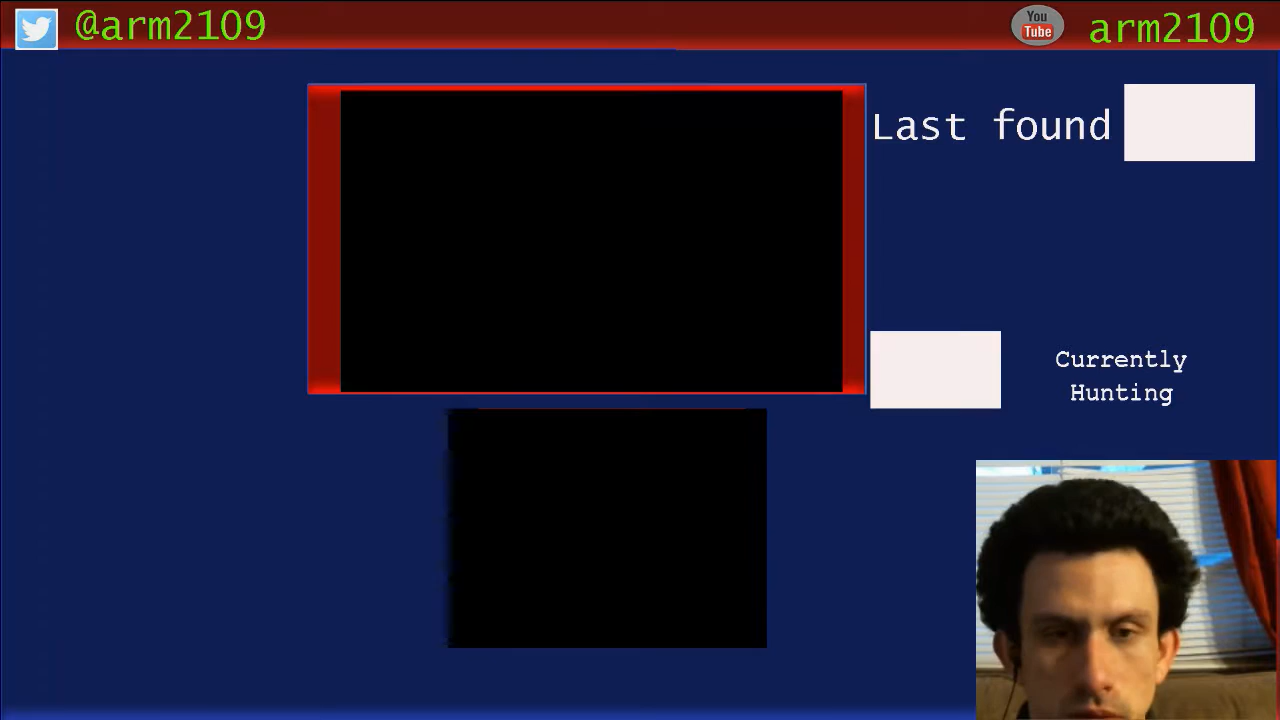 @arm2109
You
Tube
arm2109
Last found
Currently
Hunting